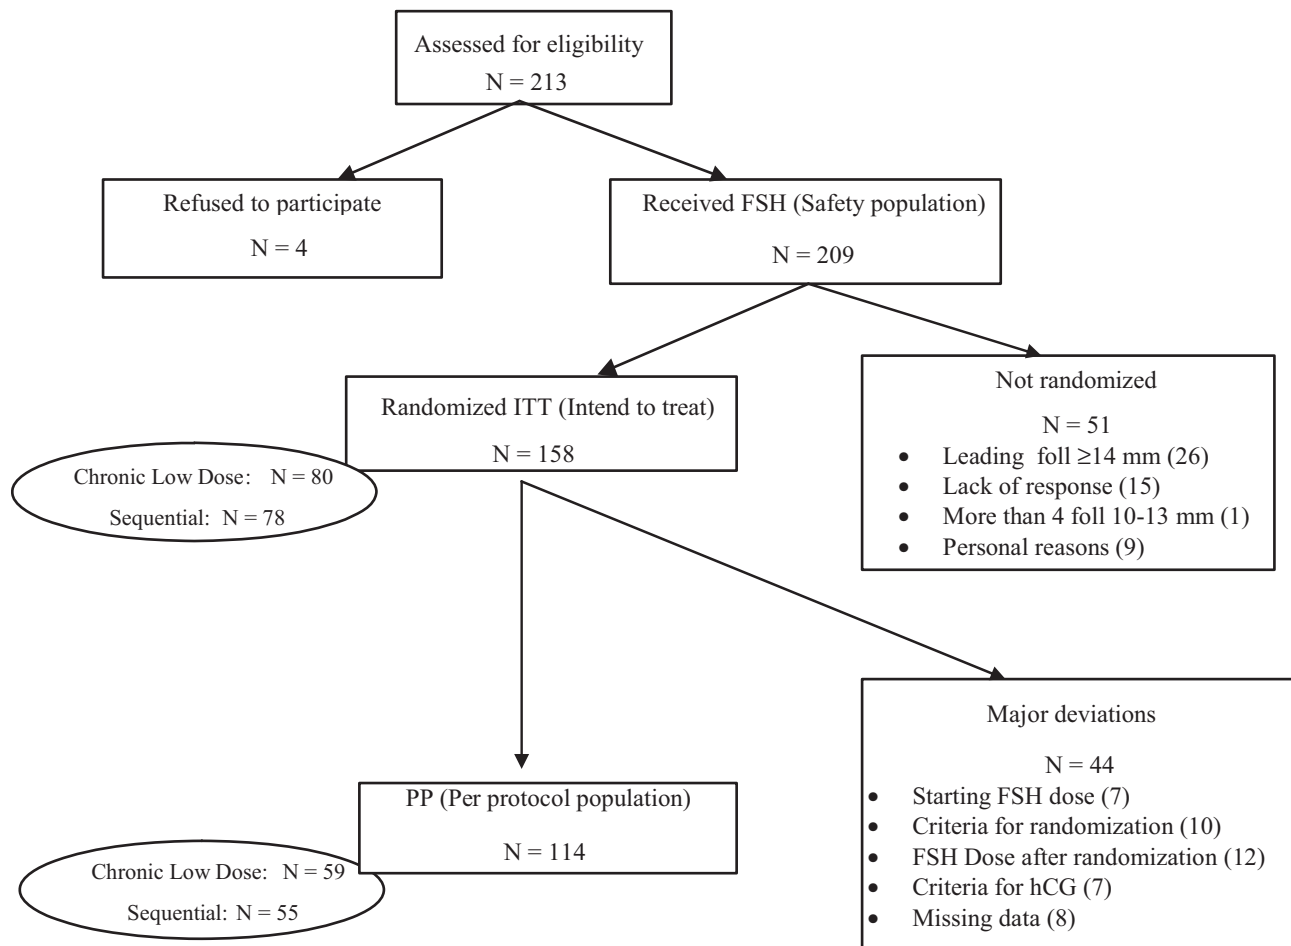 Assessed for eligibility
N = 213
Refused to participate
N = 4
Received FSH (Safety population)
N = 209
Randomized ITT (Intend to treat)
N = 158
Chronic Low Dose: N = 80
Sequential: N = 78
Not randomized
N = 51
• Leading foll ≥14 mm (26)
• Lack of response (15)
• More than 4 foll 10-13 mm (1)
• Personal reasons (9)
PP (Per protocol population)
N = 114
Chronic Low Dose: N = 59
Sequential: N = 55
Major deviations
N = 44
• Starting FSH dose (7)
• Criteria for randomization (10)
• FSH Dose after randomization (12)
• Criteria for hCG (7)
• Missing data (8)